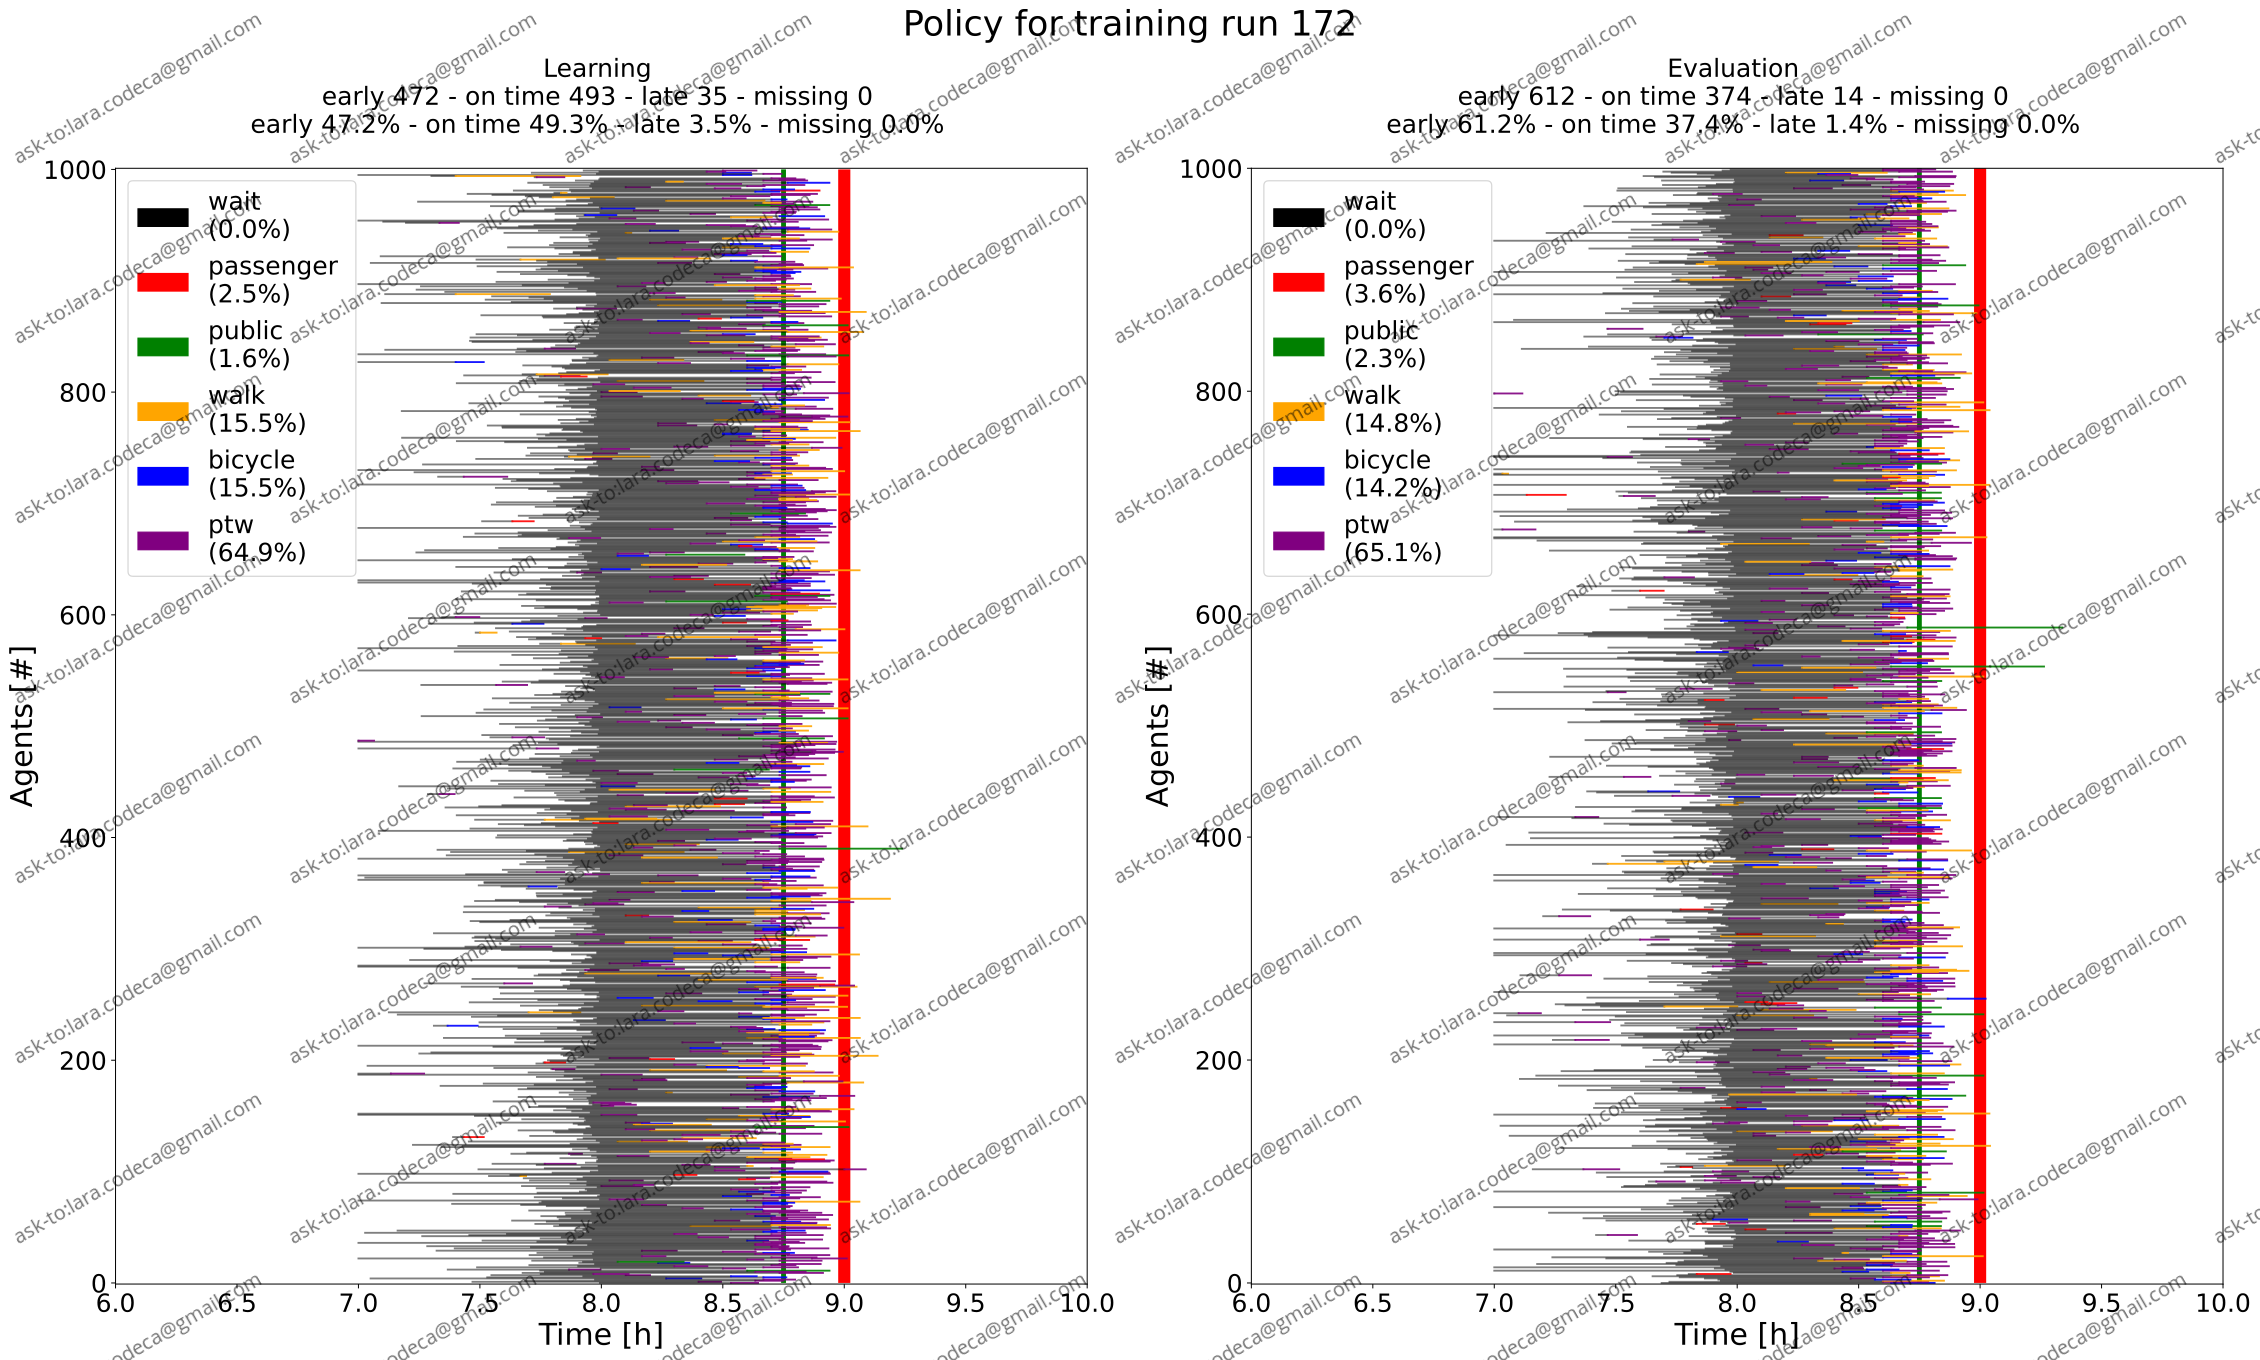 Policy for training run 172
Learning
early 472 - on time 493 - late 35 - missing 0
early 47.2% - on time 49.3% - late 3.5% - missing 0.0%
1000
800
600
400
200
0
Agents [#]
wait
(0.0%)
passenger
(2.5%)
public
(1.6%)
walk
(15.5%)
bicycle
(15.5%)
ptw
(64.9%)
6.0 6.5 7.0 7.5 8.0 8.5 9.0 9.5 10.0
Time [h]
Evaluation
early 612 - on time 374 - late 14 - missing 0
early 61.2% - on time 37.4% - late 1.4% - missing 0.0%
1000
800
600
400
200
0
Agents [#]
wait
(0.0%)
passenger
(3.6%)
public
(2.3%)
walk
(14.8%)
bicycle
(14.2%)
ptw
(65.1%)
6.0 6.5 7.0 7.5 8.0 8.5 9.0 9.5 10.0
Time [h]
ask-to:lara.codeca@gmail.com